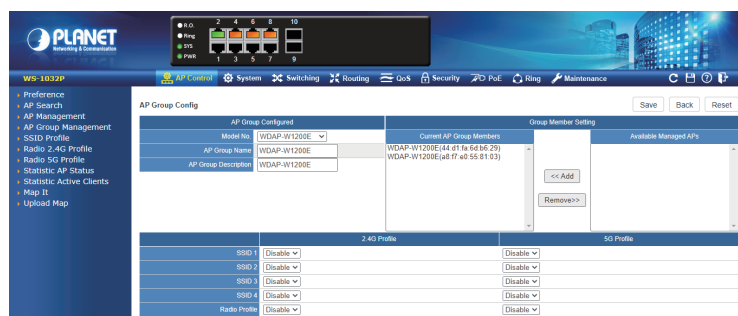 PLANET
Networking & Communication
R.O.
Ring
SYS
PWR
2 4 6 8 10
1 3 5 7 9
WS-1032P
AP Control System Switching Routing QoS Security PoE Ring Maintenance
Preference
AP Search
AP Management
AP Group Management
SSID Profile
Radio 2.4G Profile
Radio 5G Profile
Statistic AP Status
Statistic Active Clients
Map It
Upload Map
AP Group Config
Save Back Reset
AP Group Configured
Model No. WDAP-W1200E
AP Group Name WDAP-W1200E
AP Group Description WDAP-W1200E
Group Member Setting
Current AP Group Members Available Managed APs
WDAP-W1200E(44:d1:fa:6d:b6:29)
WDAP-W1200E(a8:f7:e0:55:81:03)
<< Add
Remove>>
2.4G Profile 5G Profile
SSID 1 Disable Disable
SSID 2 Disable Disable
SSID 3 Disable Disable
SSID 4 Disable Disable
Radio Profile Disable Disable